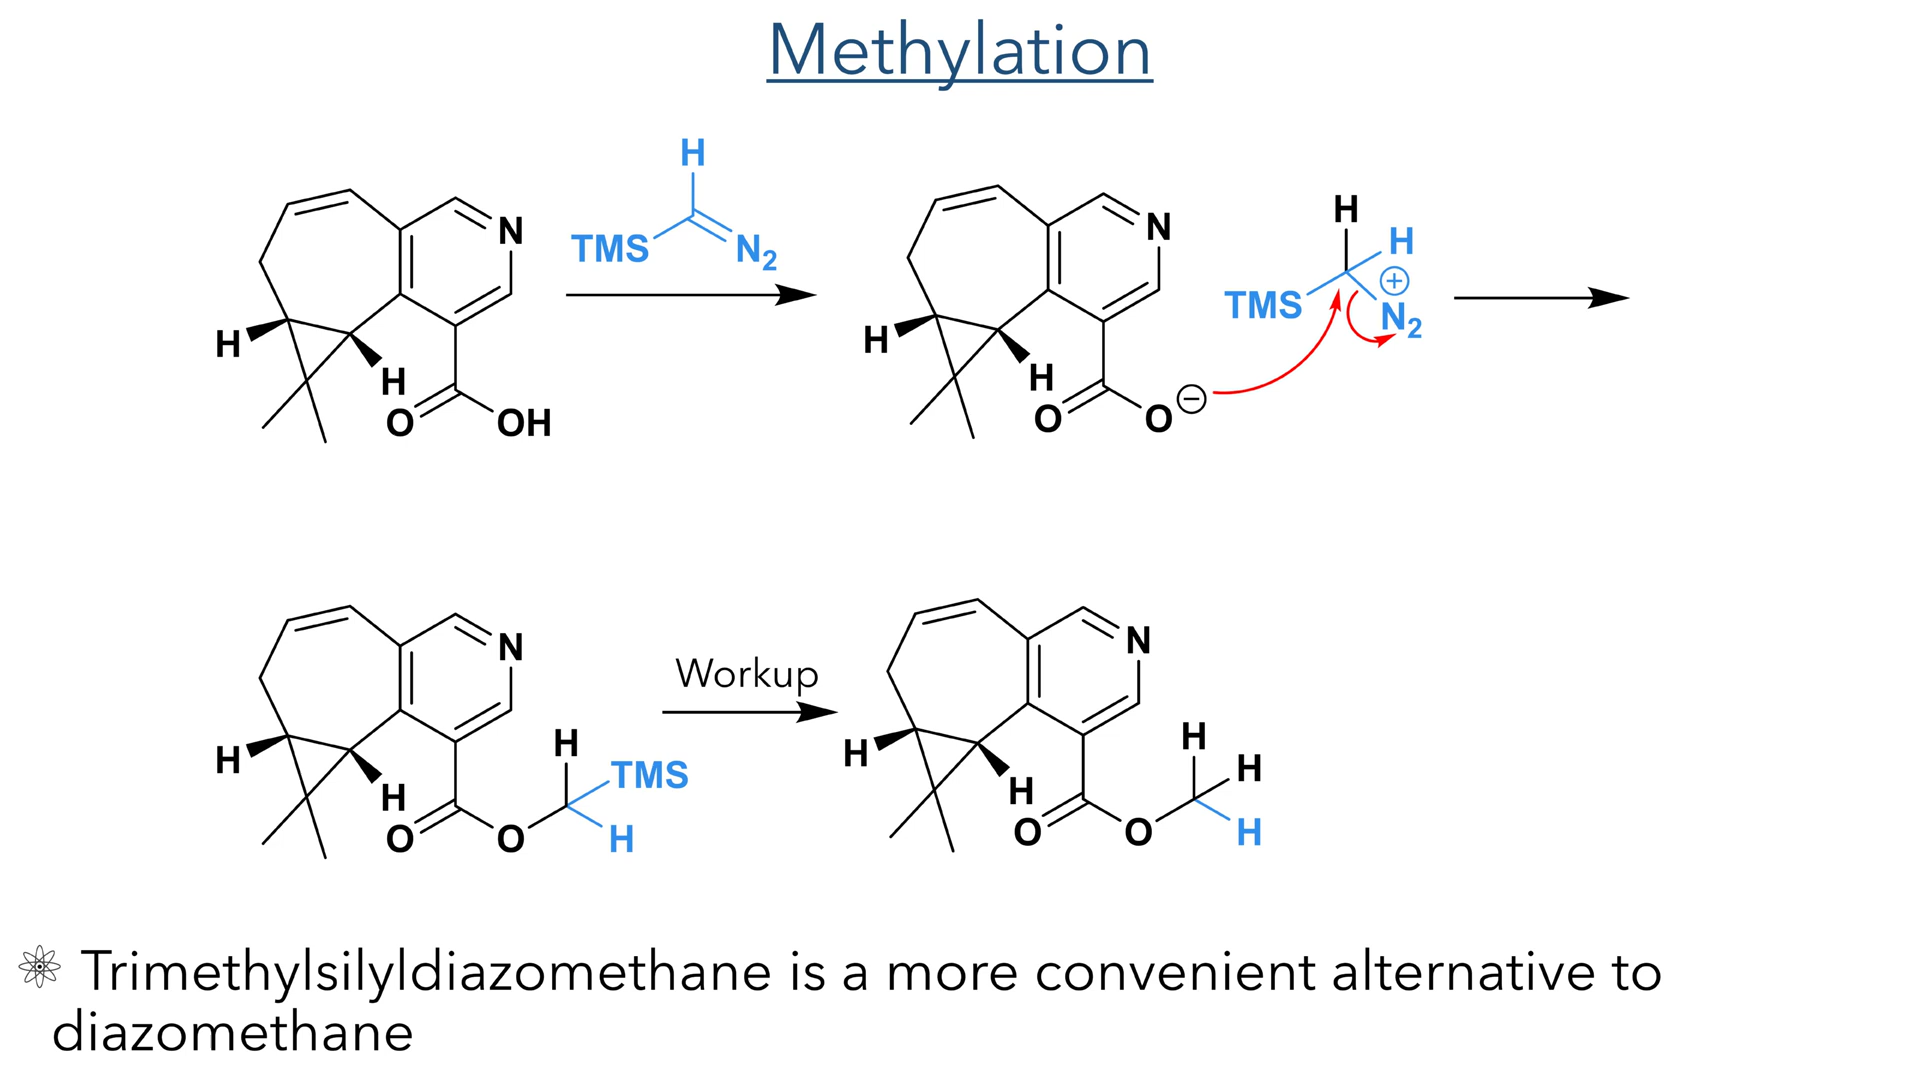 Methylation
H
TMS
N2
N
H
H
O
OH
N
H
H
O
O
⊖
H
H
TMS
⊕
N2
N
H
H
O
O
H
TMS
H
Workup
N
H
H
O
O
H
H
H
Trimethylsilyldiazomethane is a more convenient alternative to
diazomethane